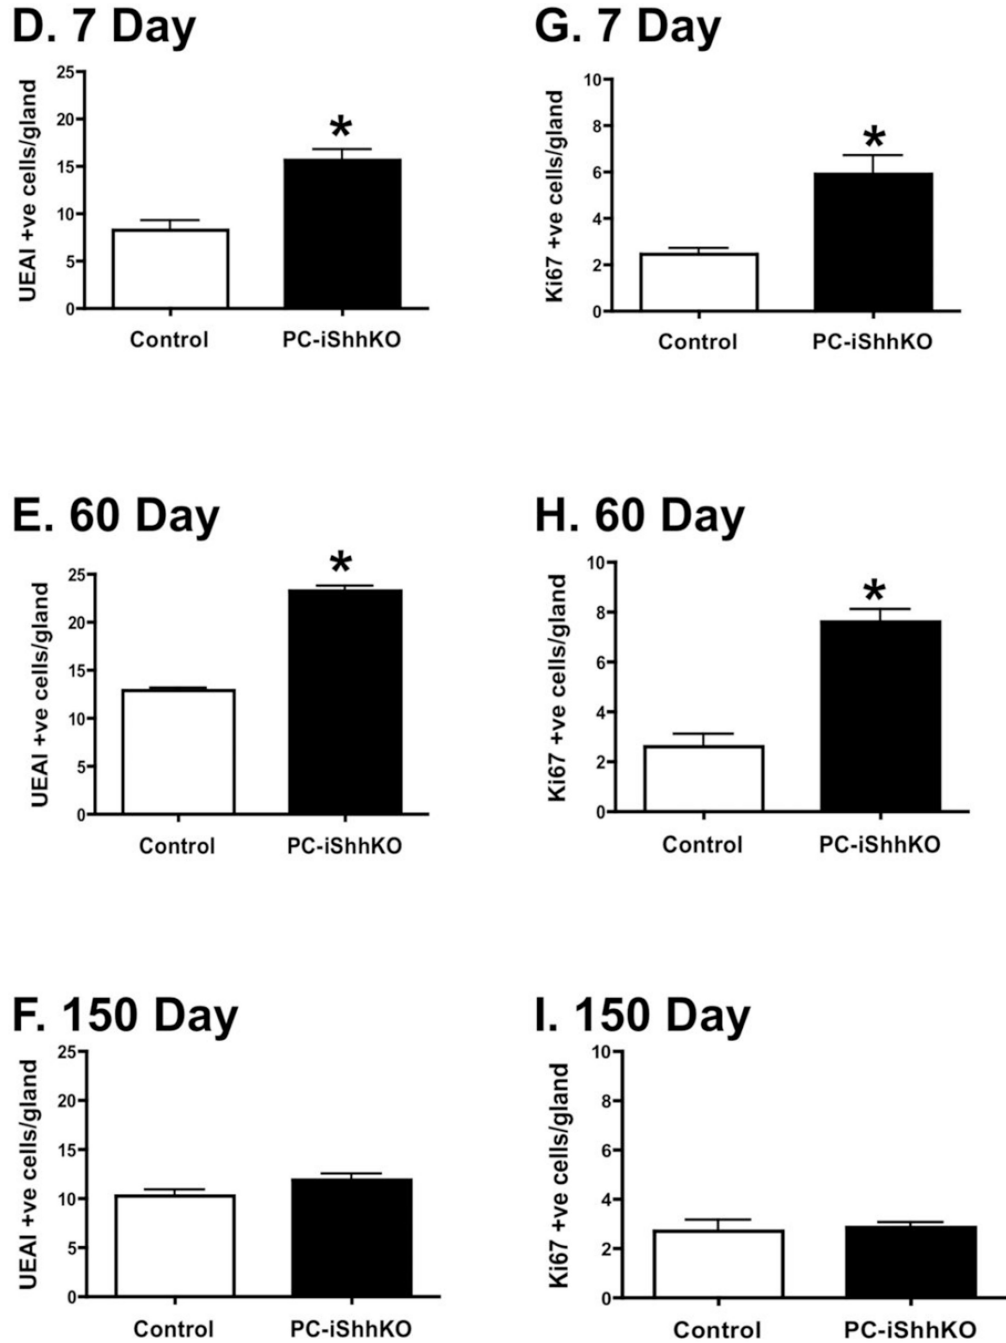 D. 7 Day
UEAI +ve cells/gland
25
20
15
10
5
0
*
Control PC-iShhKO
G. 7 Day
Ki67 +ve cells/gland
10
8
6
4
2
0
*
Control PC-iShhKO
E. 60 Day
UEAI +ve cells/gland
25
20
15
10
5
0
*
Control PC-iShhKO
H. 60 Day
Ki67 +ve cells/gland
10
8
6
4
2
0
*
Control PC-iShhKO
F. 150 Day
UEAI +ve cells/gland
25
20
15
10
5
0
Control PC-iShhKO
I. 150 Day
Ki67 +ve cells/gland
10
8
6
4
2
0
Control PC-iShhKO